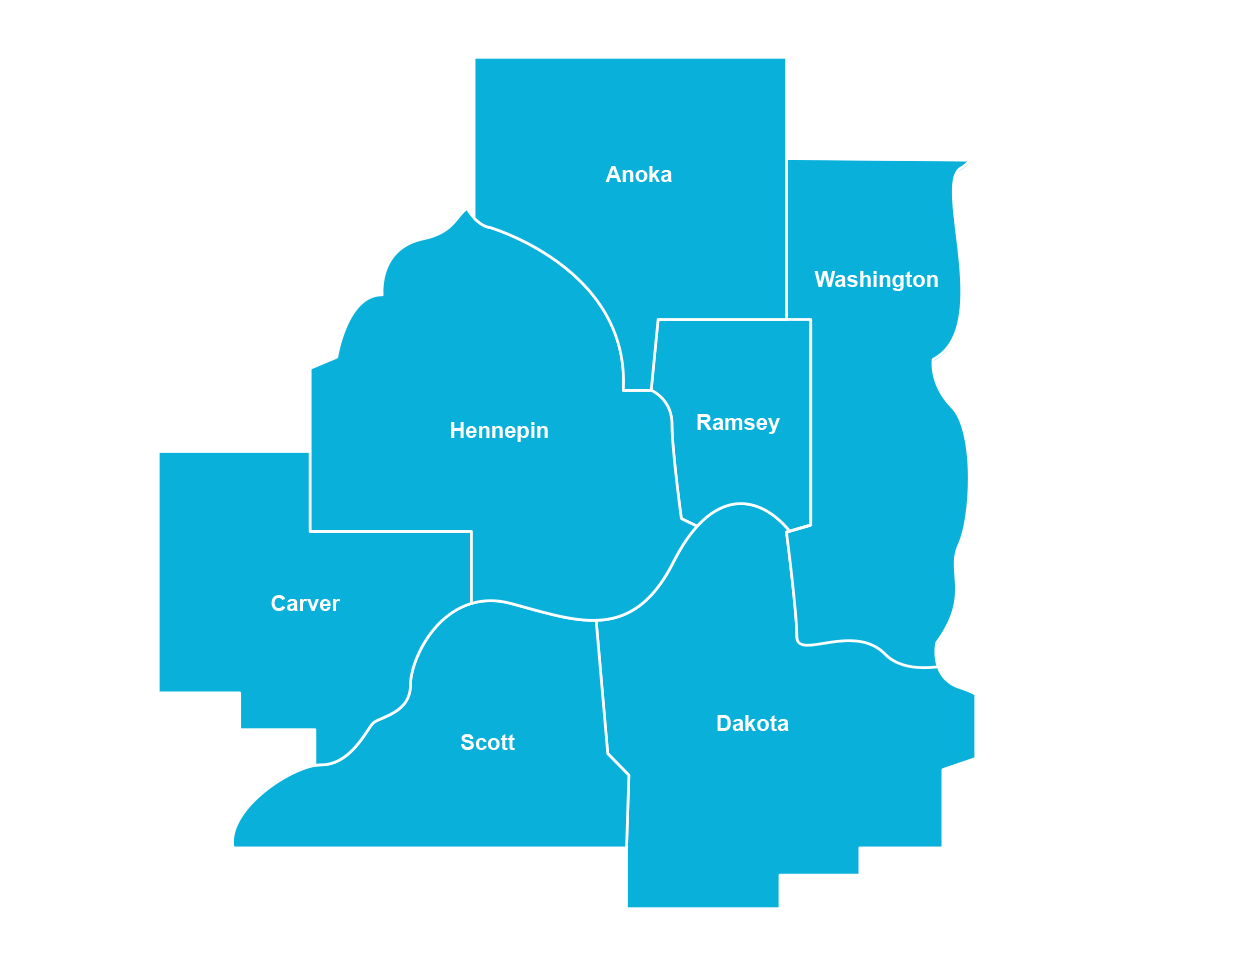 Anoka
Washington
Ramsey
Hennepin
Carver
Dakota
Scott